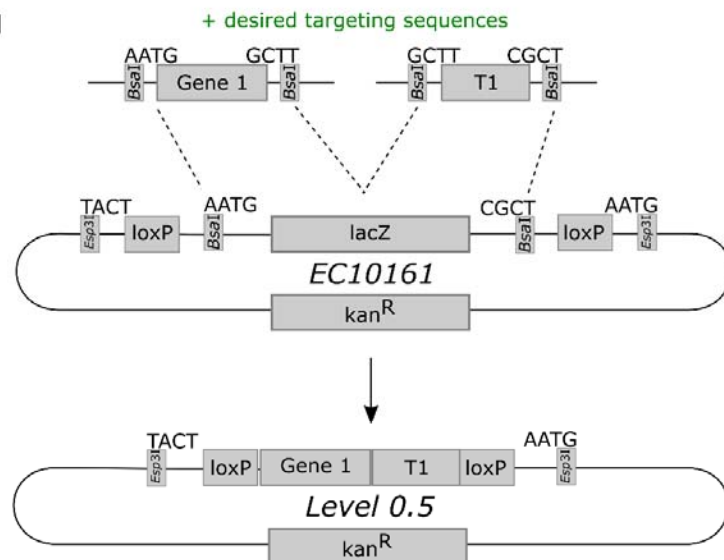 + desired targeting sequences
AATG GCTT GCTT CGCT
BsaI Gene 1 BsaI BsaI T1 BsaI
TACT AATG CGCT AATG
Esp3I loxP BsaI lacZ BsaI loxP Esp3I
EC10161
kanR
TACT AATG
Esp3I loxP Gene 1 T1 loxP Esp3I
Level 0.5
kanR